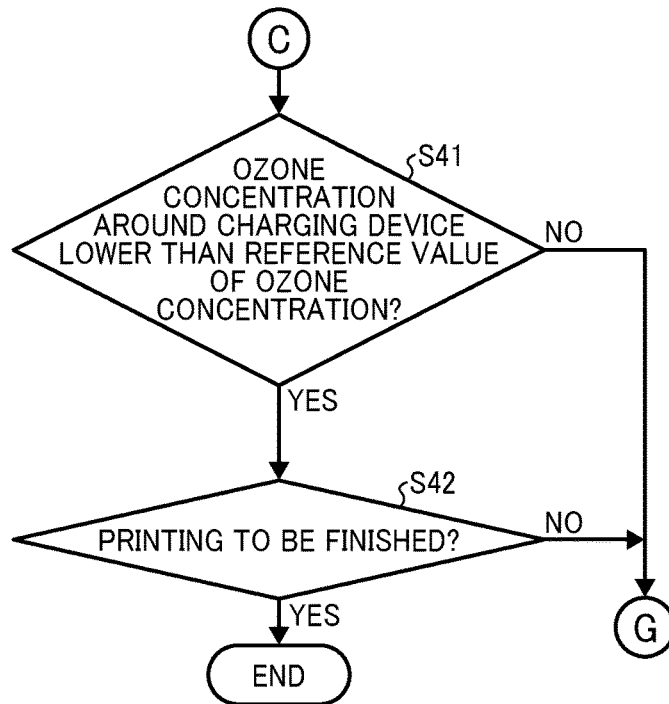 C
S41
OZONE
CONCENTRATION
AROUND CHARGING DEVICE
LOWER THAN REFERENCE VALUE
OF OZONE
CONCENTRATION?
NO
YES
S42
PRINTING TO BE FINISHED?
NO
YES
G
END